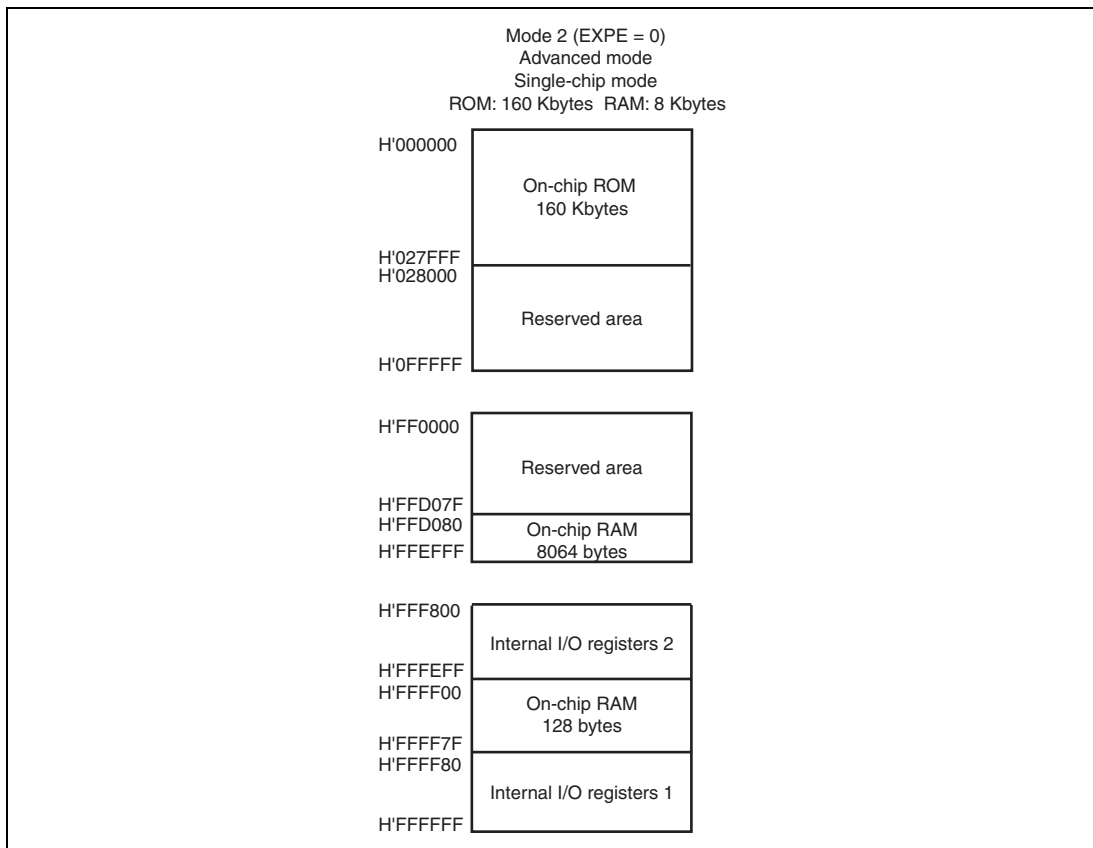 Mode 2 (EXPE = 0)
Advanced mode
Single-chip mode
ROM: 160 Kbytes  RAM: 8 Kbytes
H'000000
On-chip ROM
160 Kbytes
H'027FFF
H'028000
Reserved area
H'0FFFFF
H'FF0000
Reserved area
H'FFD07F
H'FFD080
On-chip RAM
8064 bytes
H'FFEFFF
H'FFF800
Internal I/O registers 2
H'FFFEFF
H'FFFF00
On-chip RAM
128 bytes
H'FFFF7F
H'FFFF80
Internal I/O registers 1
H'FFFFFF